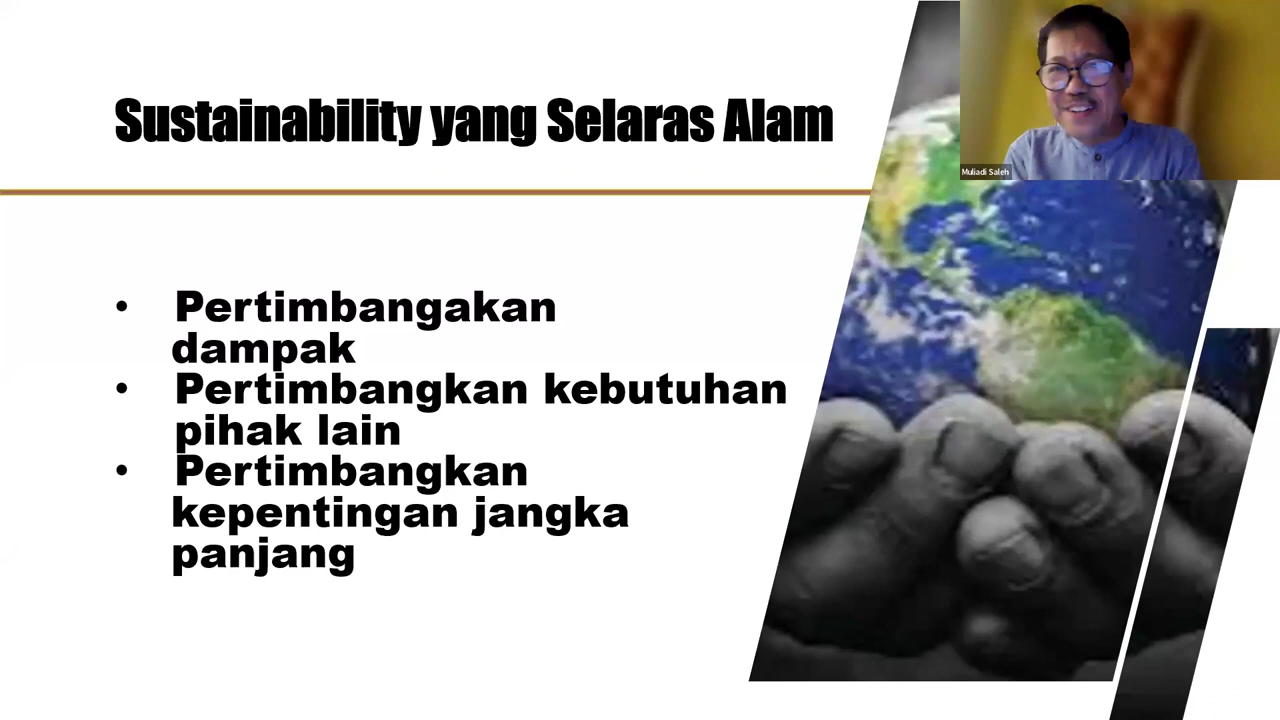 Sustainability yang Selaras Alam
Muliadi Saleh
• Pertimbangakan
dampak
• Pertimbangkan kebutuhan
pihak lain
• Pertimbangkan
kepentingan jangka
panjang